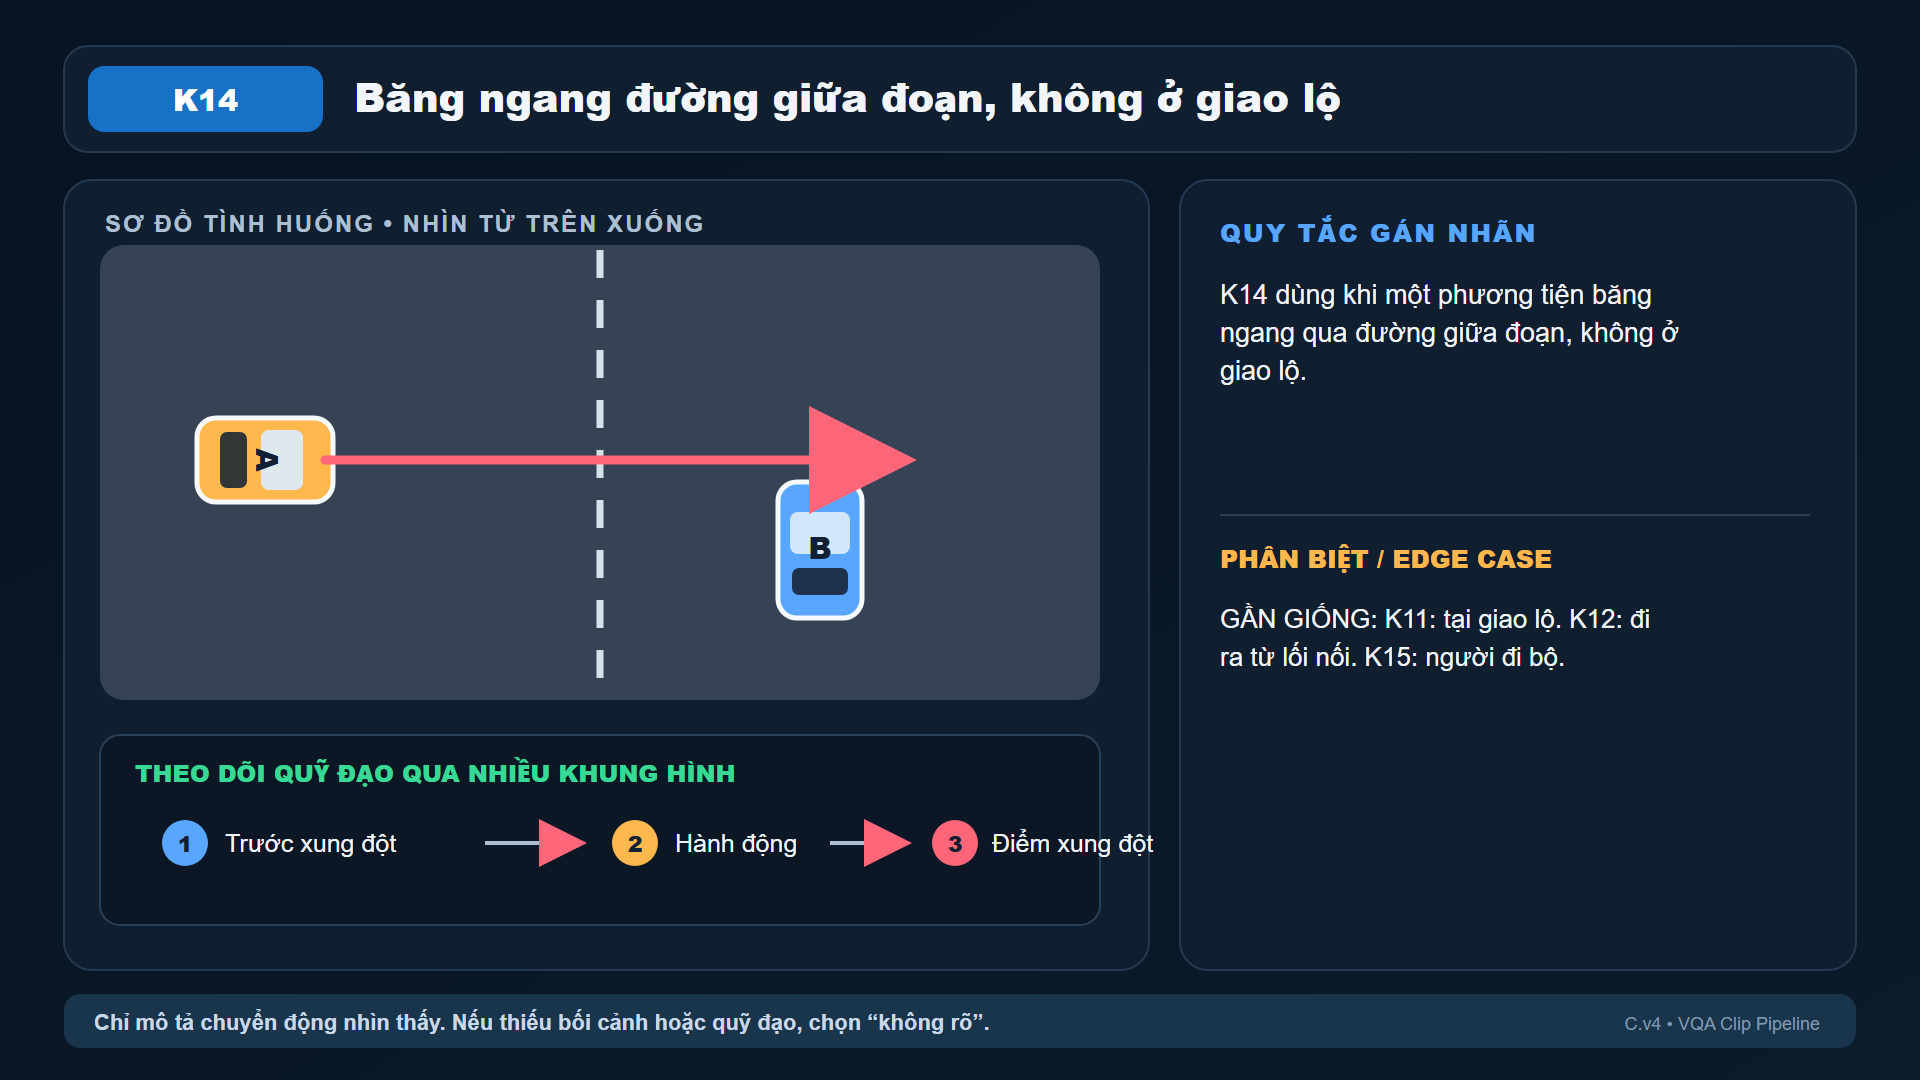 K14
Băng ngang đường giữa đoạn, không ở giao lộ
SƠ ĐỒ TÌNH HUỐNG • NHÌN TỪ TRÊN XUỐNG
A
B
THEO DÕI QUỸ ĐẠO QUA NHIỀU KHUNG HÌNH
1 Trước xung đột
2 Hành động
3 Điểm xung đột
QUY TẮC GÁN NHÃN
K14 dùng khi một phương tiện băng
ngang qua đường giữa đoạn, không ở
giao lộ.
PHÂN BIỆT / EDGE CASE
GẦN GIỐNG: K11: tại giao lộ. K12: đi
ra từ lối nối. K15: người đi bộ.
Chỉ mô tả chuyển động nhìn thấy. Nếu thiếu bối cảnh hoặc quỹ đạo, chọn “không rõ”.
C.v4 • VQA Clip Pipeline